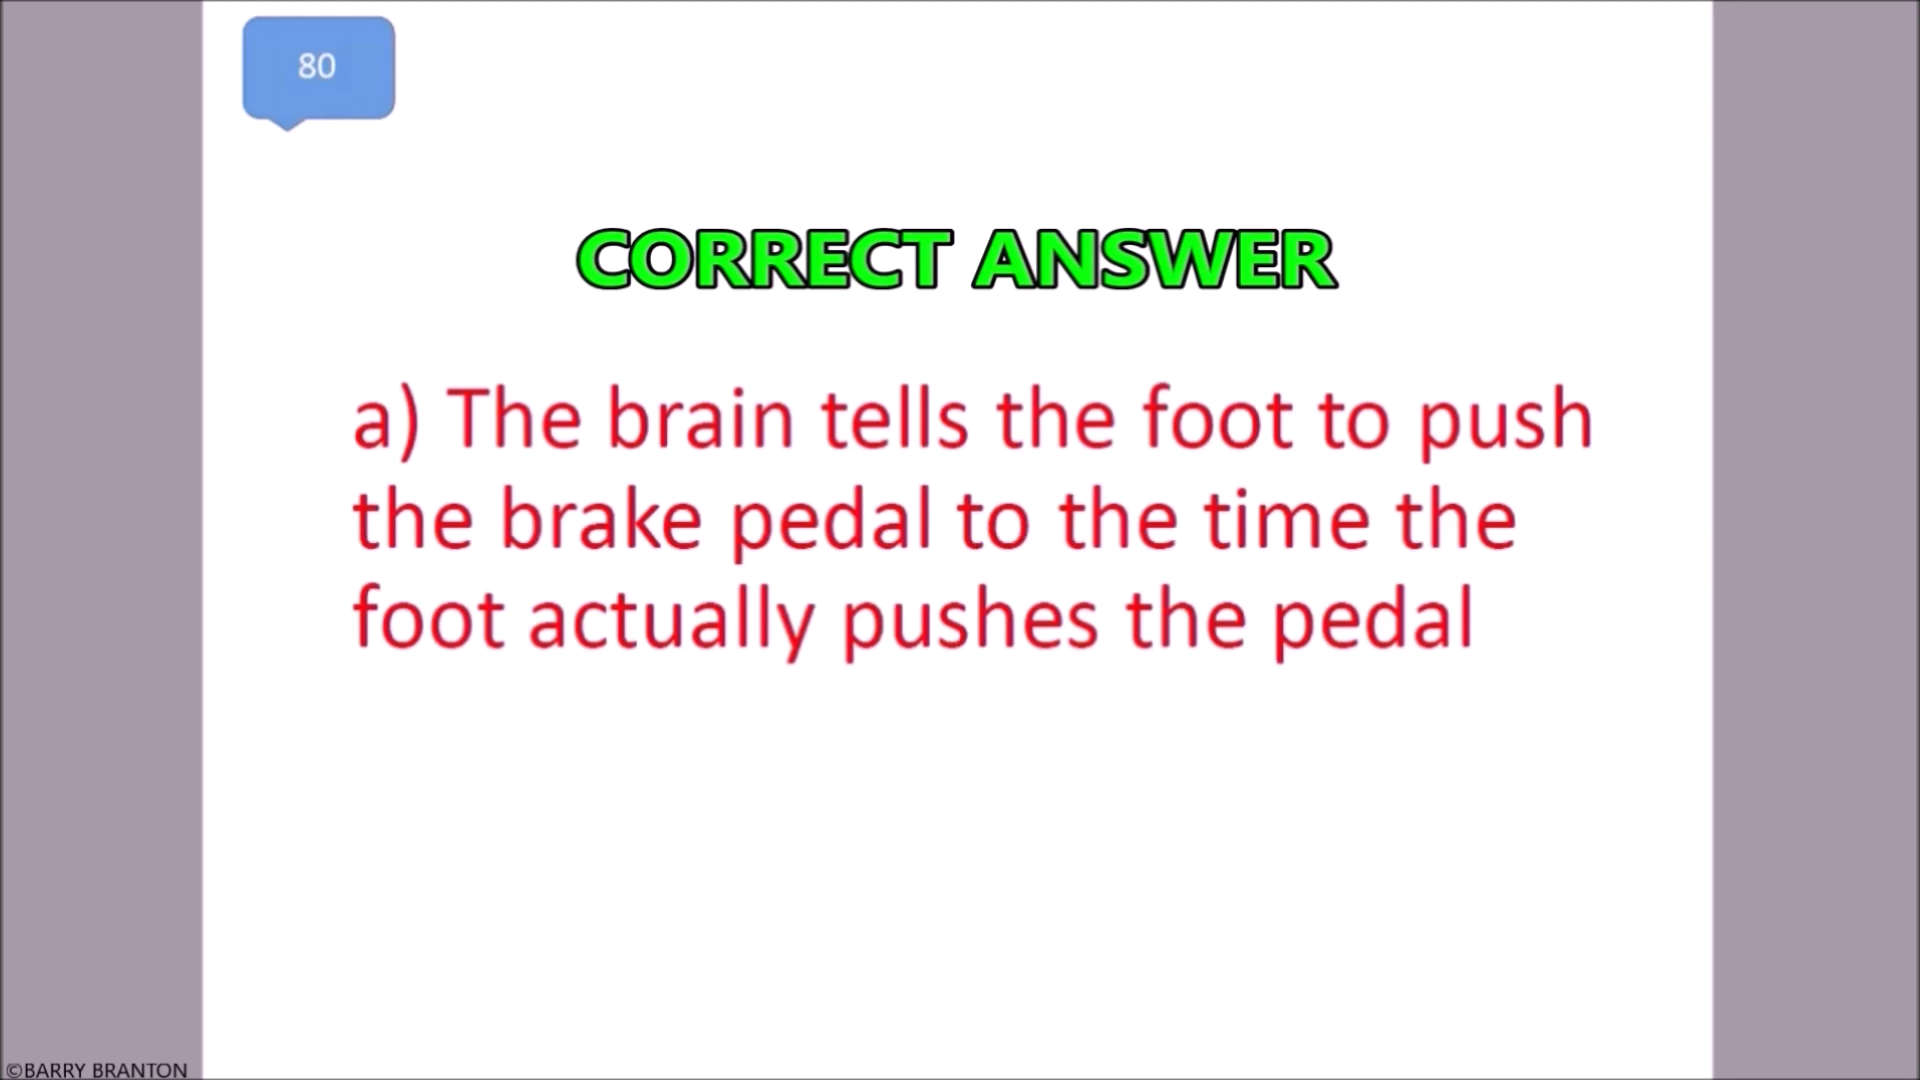 80
CORRECT ANSWER
a) The brain tells the foot to push
the brake pedal to the time the
foot actually pushes the pedal
©BARRY BRANTON